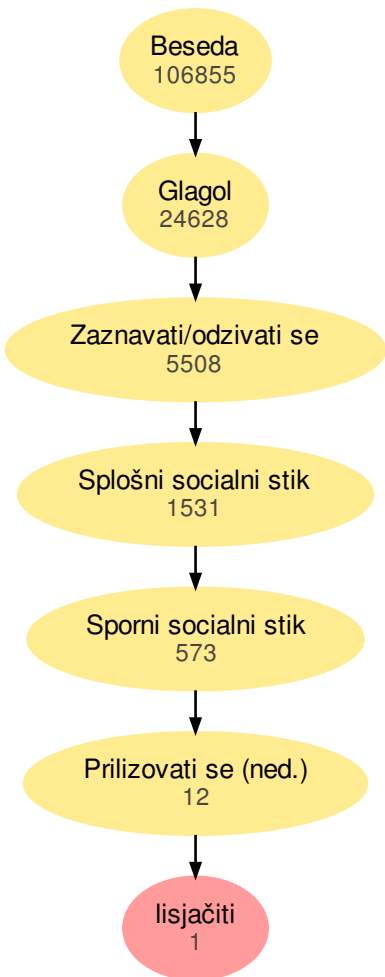 Beseda
106855
Glagol
24628
Zaznavati/odzivati se
5508
Splošni socialni stik
1531
Sporni socialni stik
573
Prilizovati se (ned.)
12
lisjačiti
1